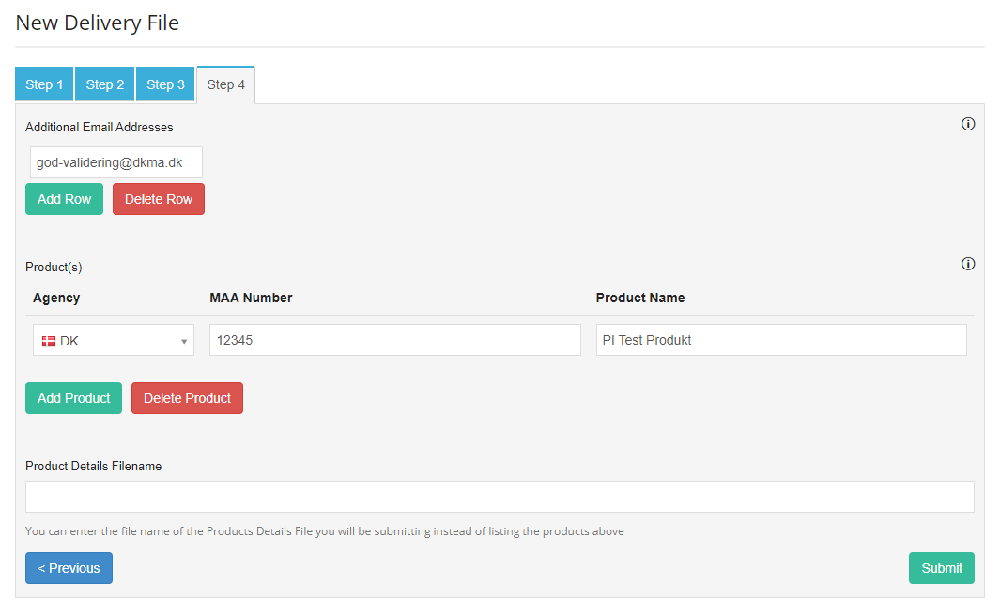 New Delivery File
Step 1 Step 2 Step 3 Step 4
Additional Email Addresses
god-validering@dkma.dk
Add Row Delete Row
Product(s)
Agency MAA Number Product Name
DK 12345 PI Test Produkt
Add Product Delete Product
Product Details Filename
You can enter the file name of the Products Details File you will be submitting instead of listing the products above
< Previous Submit